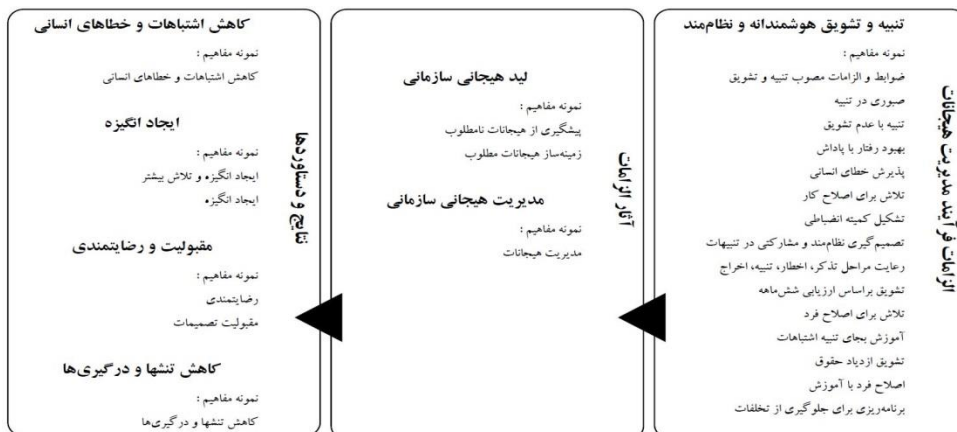 الزامات فرآیند مدیریت هیجانات
تنبیه و تشویق هوشمندانه و نظام‌مند
نمونه مفاهیم :
ضوابط و الزامات مصوب تنبیه و تشویق
صبوری در تنبیه
تنبیه با عدم تشویق
بهبود رفتار با پاداش
پذیرش خطای انسانی
تلاش برای اصلاح کار
تشکیل کمیته انضباطی
تصمیم‌گیری نظام‌مند و مشارکتی در تنبیهات
رعایت مراحل تذکر، اخطار، تنبیه، اخراج
تشویق براساس ارزیابی شش‌ماهه
تلاش برای اصلاح فرد
آموزش بجای تنبیه اشتباهات
تشویق ازدیاد حقوق
اصلاح فرد با آموزش
برنامه‌ریزی برای جلوگیری از تخلفات
آثار الزامات
لید هیجانی سازمانی
نمونه مفاهیم :
پیشگیری از هیجانات نامطلوب
زمینه‌ساز هیجانات مطلوب
مدیریت هیجانی سازمانی
نمونه مفاهیم :
مدیریت هیجانات
نتایج و دستاوردها
کاهش اشتباهات و خطاهای انسانی
نمونه مفاهیم :
کاهش اشتباهات و خطاهای انسانی
ایجاد انگیزه
نمونه مفاهیم :
ایجاد انگیزه و تلاش بیشتر
ایجاد انگیزه
مقبولیت و رضایتمندی
نمونه مفاهیم :
رضایتمندی
مقبولیت تصمیمات
کاهش تنشها و درگیری‌ها
نمونه مفاهیم :
کاهش تنشها و درگیری‌ها